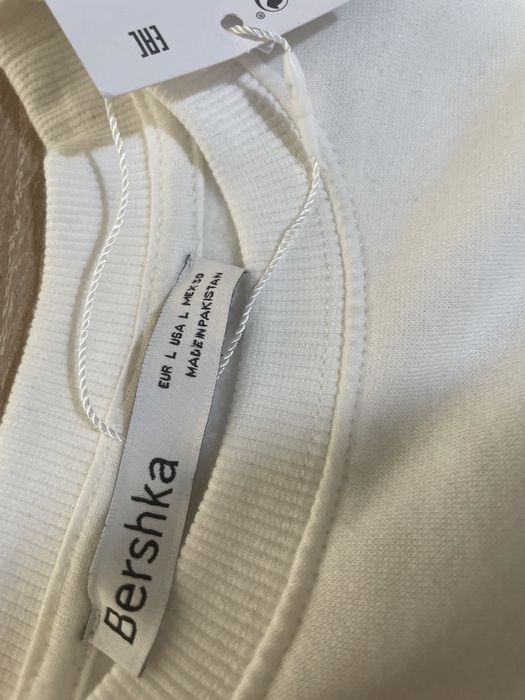 EAC
®
Bershka
EUR L USA L MEX 30
MADE IN PAKISTAN